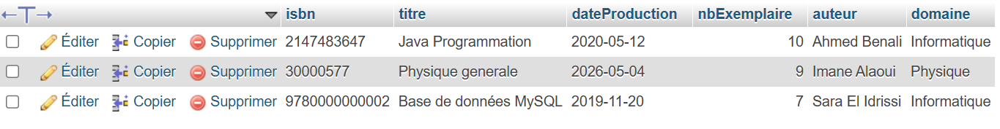 isbn titre dateProduction nbExemplaire auteur domaine
Éditer Copier Supprimer 2147483647 Java Programmation 2020-05-12 10 Ahmed Benali Informatique
Éditer Copier Supprimer 30000577 Physique generale 2026-05-04 9 Imane Alaoui Physique
Éditer Copier Supprimer 9780000000002 Base de données MySQL 2019-11-20 7 Sara El Idrissi Informatique